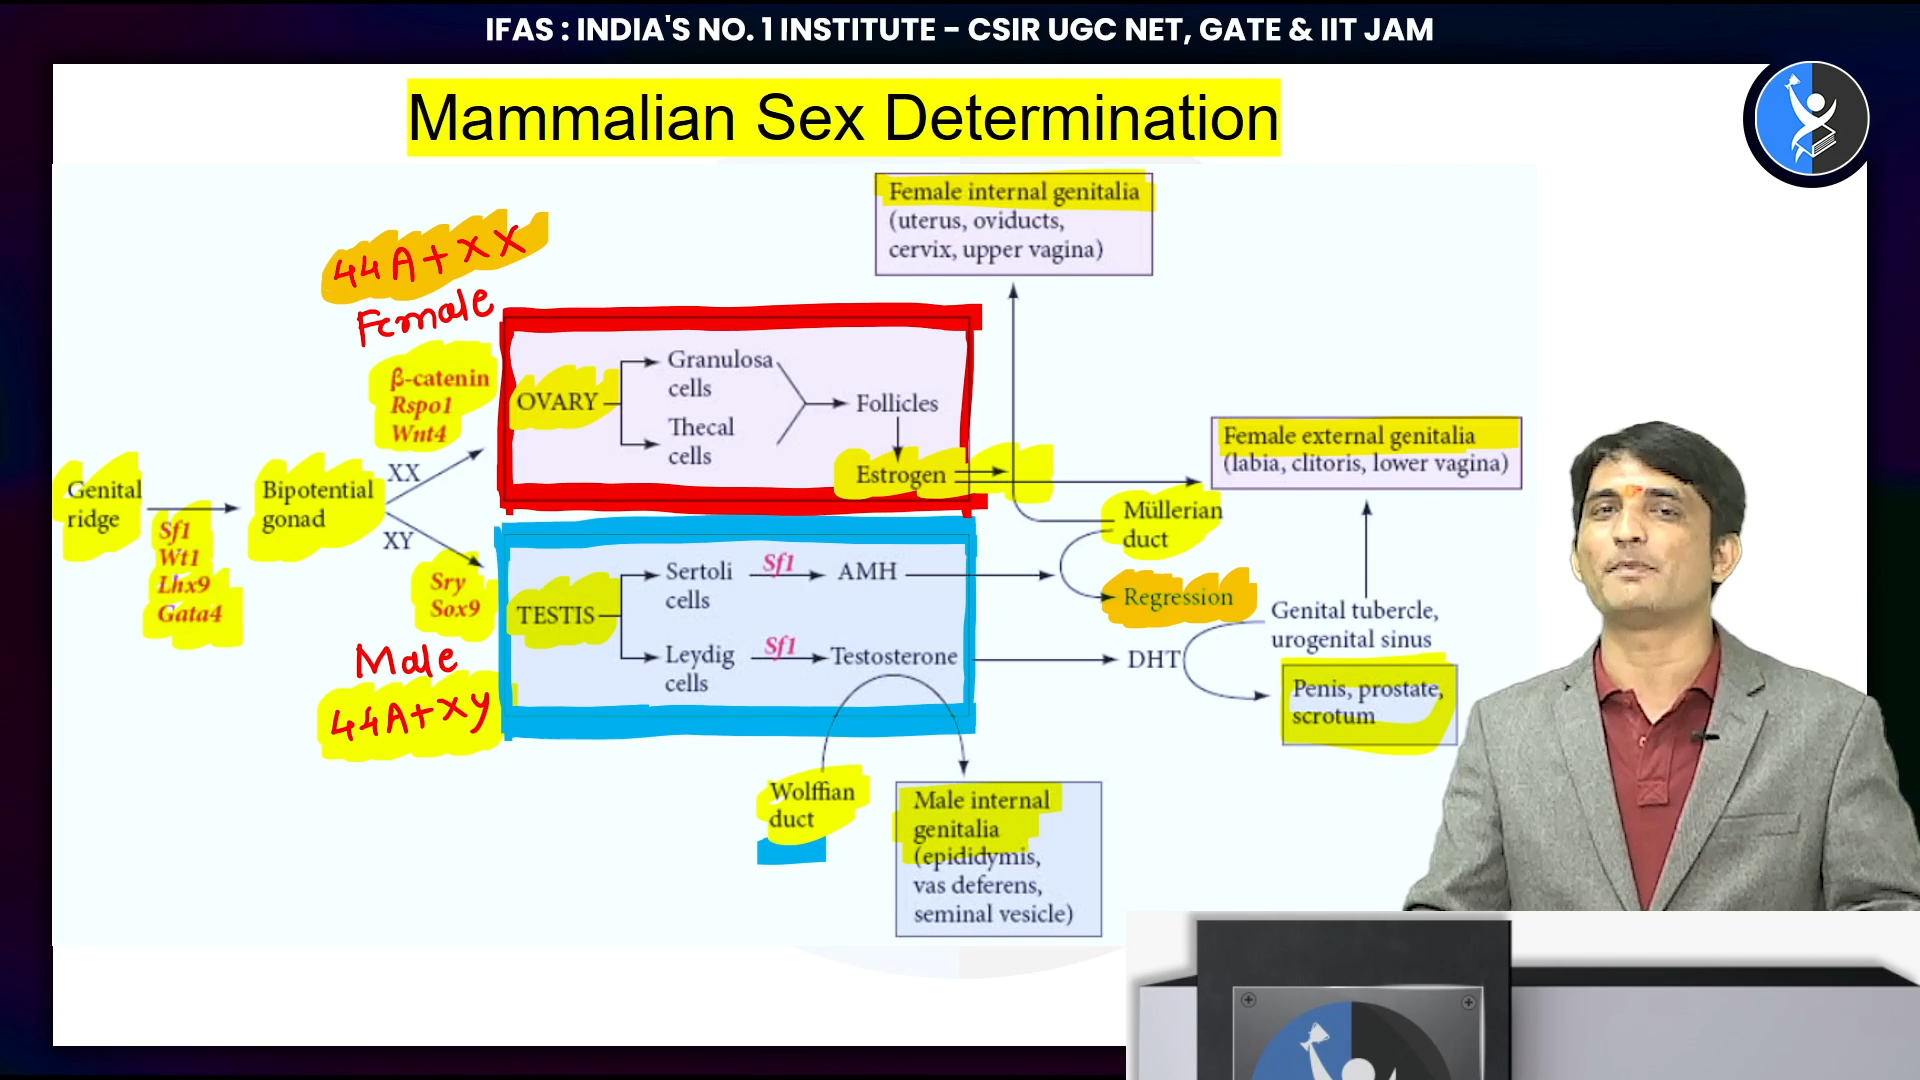 IFAS : INDIA'S NO. 1 INSTITUTE - CSIR UGC NET, GATE & IIT JAM
Mammalian Sex Determination
Female internal genitalia
(uterus, oviducts,
cervix, upper vagina)
44A+XX
Female
β-catenin
Rspo1
Wnt4
OVARY
Granulosa
cells
Thecal
cells
Follicles
Estrogen
Female external genitalia
(labia, clitoris, lower vagina)
Genital
ridge
Sf1
Wt1
Lhx9
Gata4
Bipotential
gonad
XX
XY
Sry
Sox9
Müllerian
duct
Regression
TESTIS
Sertoli
cells
Sf1
AMH
Leydig
cells
Sf1
Testosterone
DHT
Genital tubercle,
urogenital sinus
Penis, prostate,
scrotum
Male
44A+Xy
Wolffian
duct
Male internal
genitalia
(epididymis,
vas deferens,
seminal vesicle)